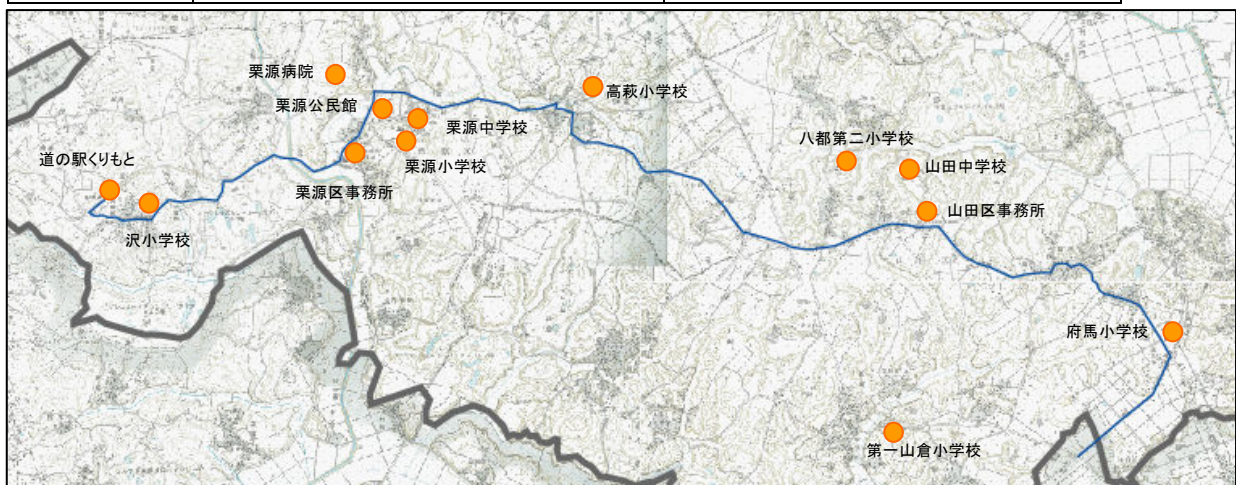 栗源病院
高萩小学校
栗源公民館
栗源中学校
八都第二小学校
道の駅くりもと
栗源小学校
山田中学校
栗源区事務所
山田区事務所
沢小学校
府馬小学校
第一山倉小学校